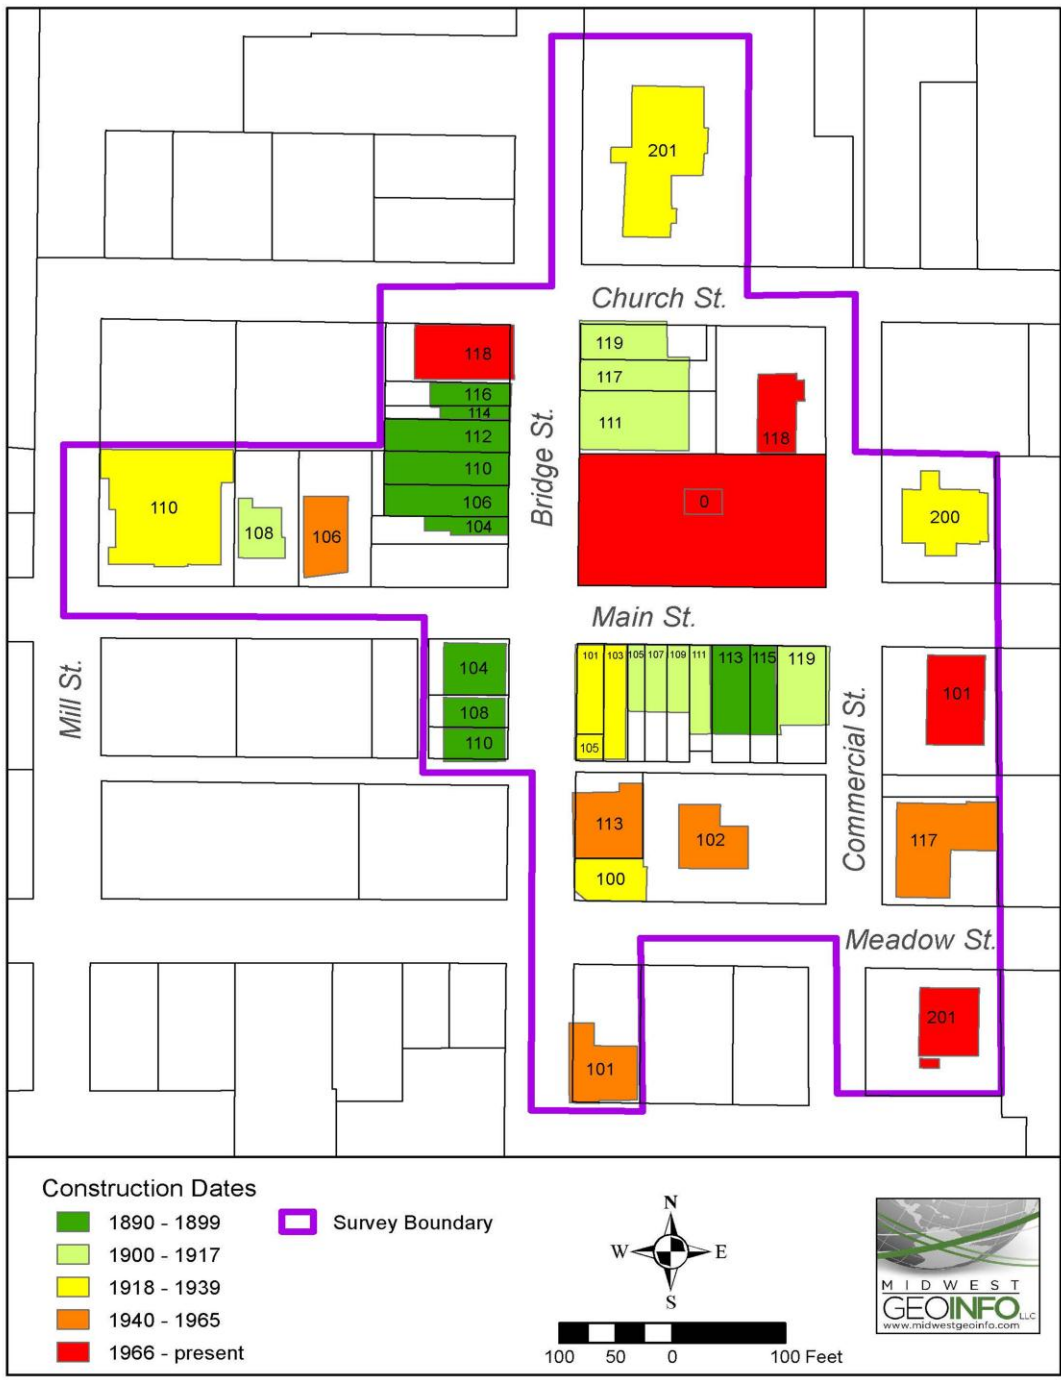 201
Church St.
118
119
116
117
118
114
112
111
Bridge St.
110
106
104
0
110
108
106
200
Main St.
Mill St.
104
108
110
101
103
105
107
109
111
113
115
119
105
101
Commercial St.
113
102
117
100
Meadow St.
201
101
Construction Dates
1890 - 1899
Survey Boundary
1900 - 1917
1918 - 1939
1940 - 1965
1966 - present
N
W
E
S
100 50 0 100 Feet
MIDWEST
GEOINFO LLC
www.midwestgeoinfo.com